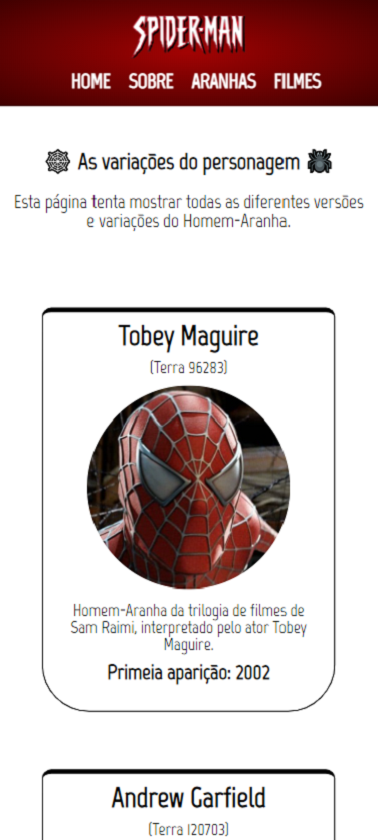 SPIDER-MAN
HOME SOBRE ARANHAS FILMES
As variações do personagem
Esta página tenta mostrar todas as diferentes versões
e variações do Homem-Aranha.
Tobey Maguire
(Terra 96283)
Homem-Aranha da trilogia de filmes de
Sam Raimi, interpretado pelo ator Tobey
Maguire.
Primeia aparição: 2002
Andrew Garfield
(Terra 120703)